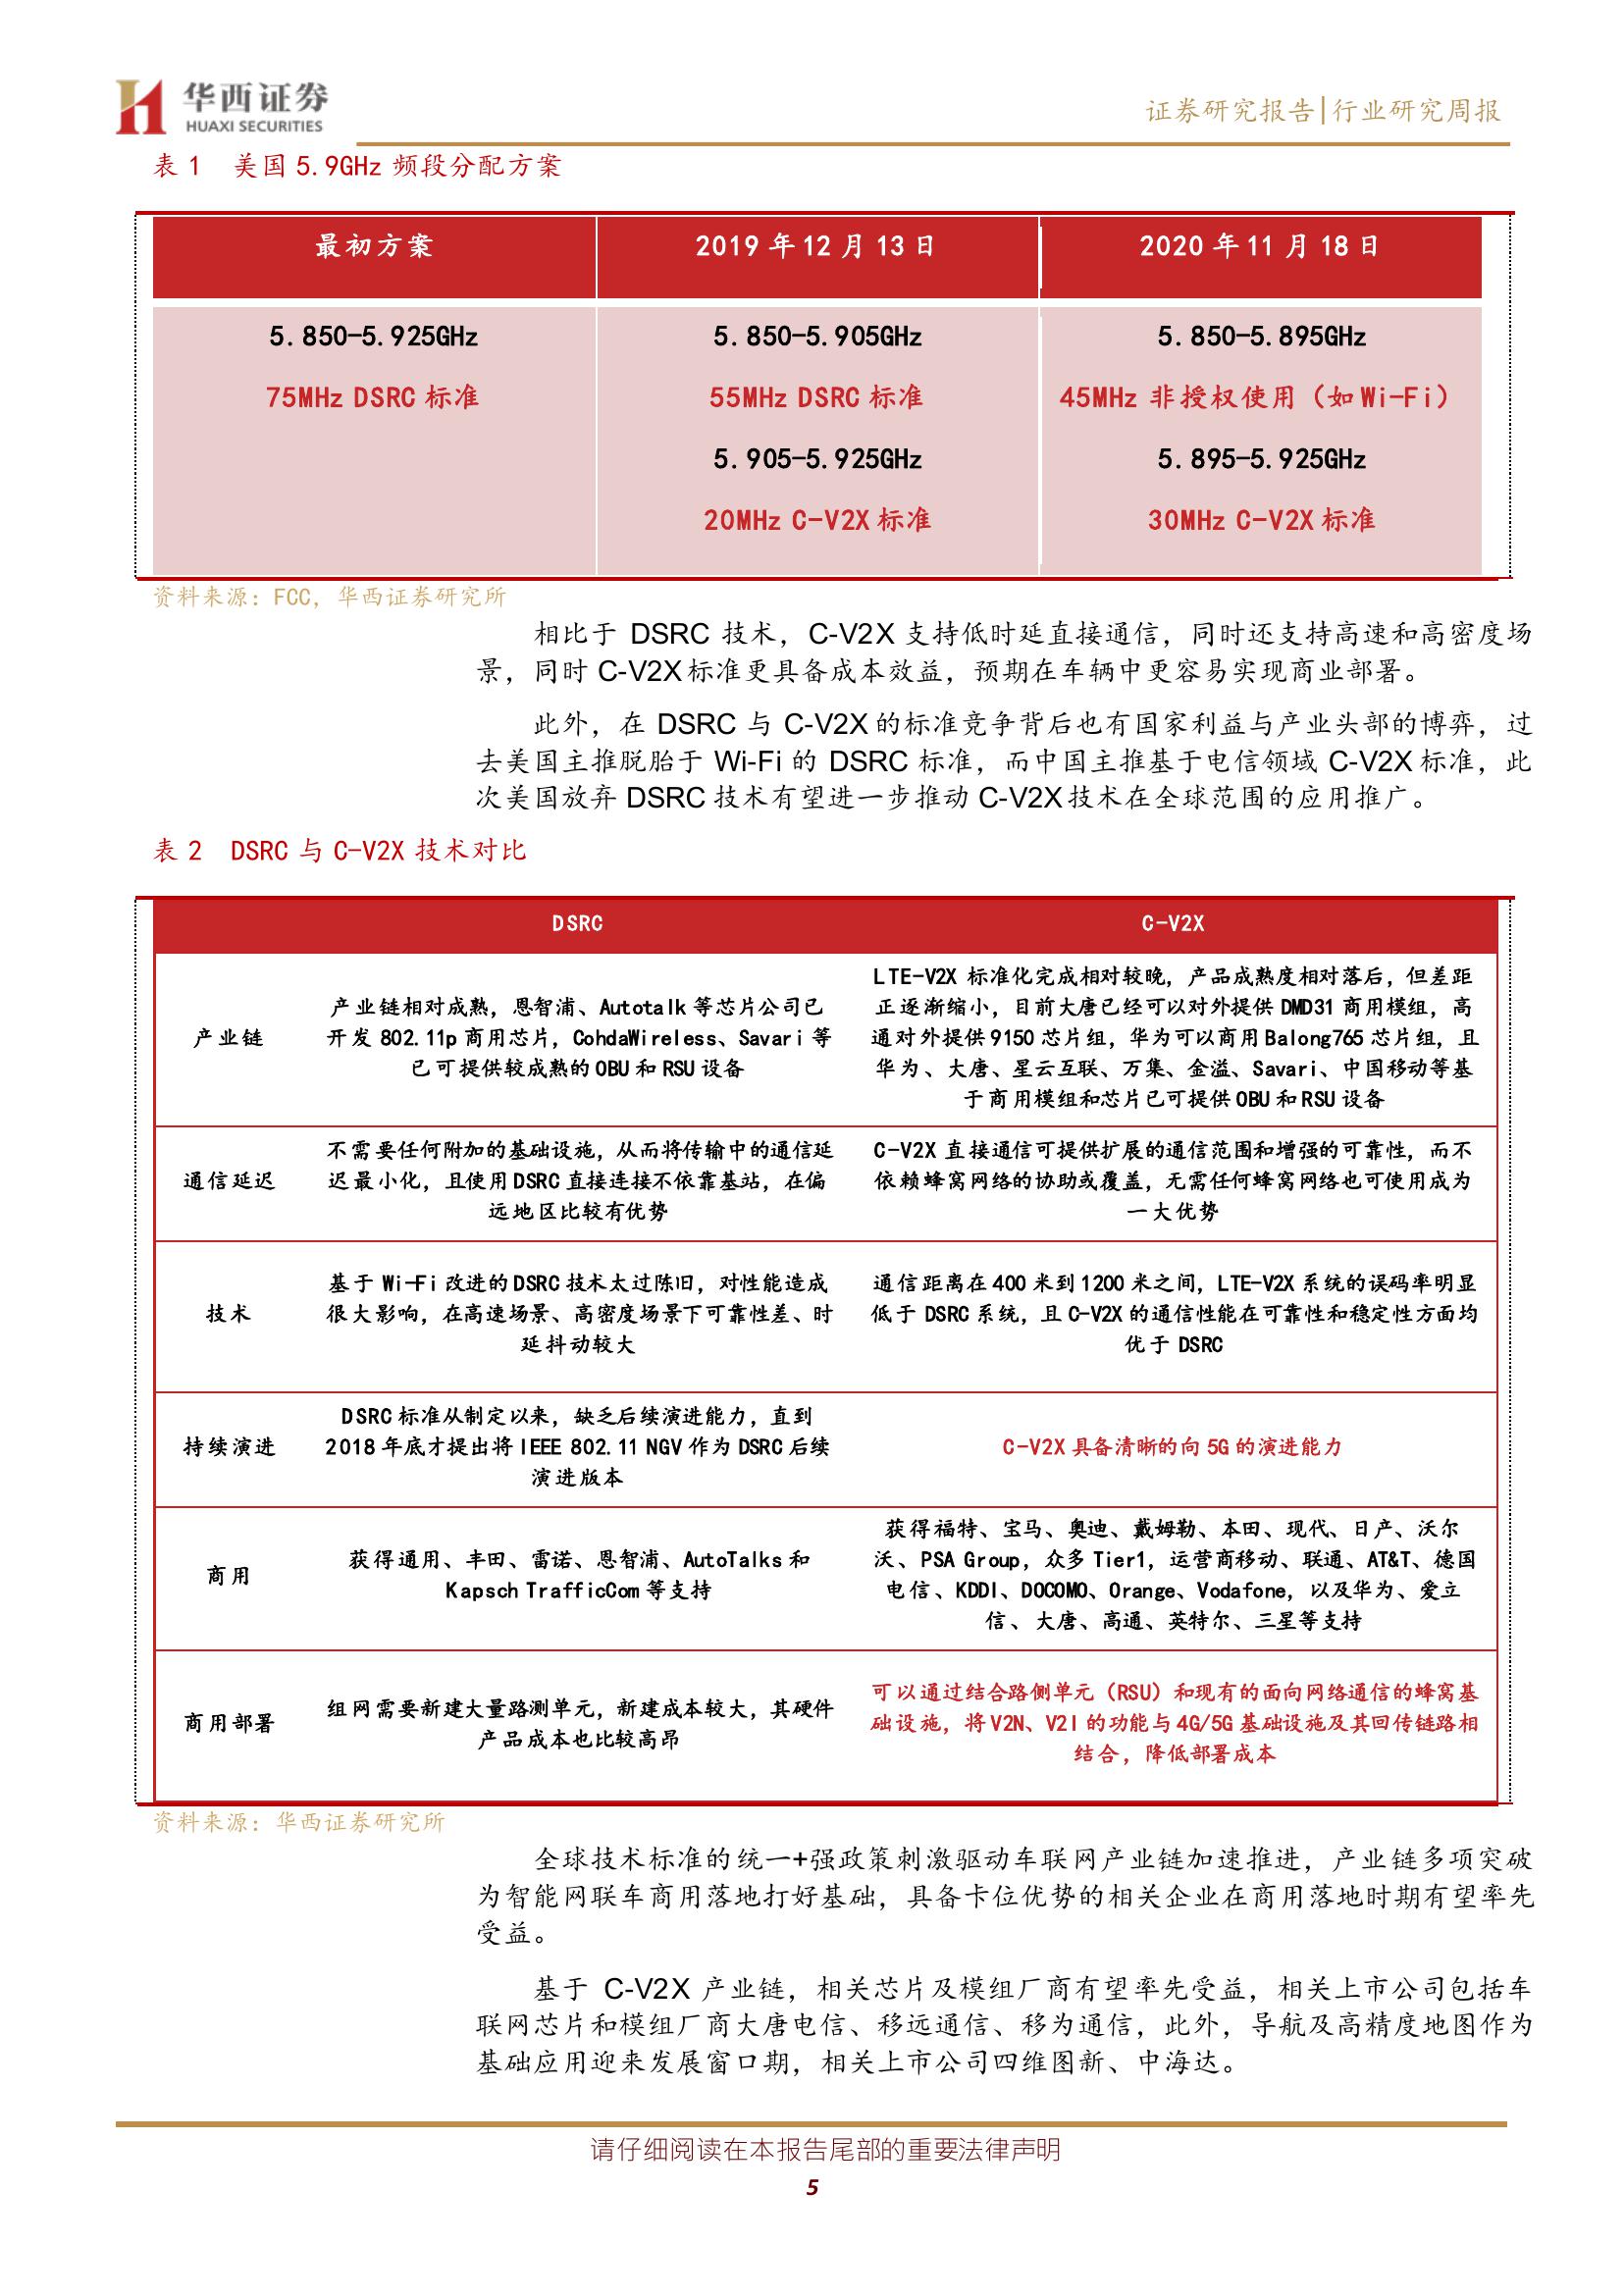 华西证券
HUAXI SECURITIES
证券研究报告|行业研究周报
表 1 美国 5.9GHz 频段分配方案
最初方案
2019 年 12 月 13 日
2020 年 11 月 18 日
5.850-5.925GHz
5.850-5.905GHz
5.850-5.895GHz
75MHz DSRC 标准
55MHz DSRC 标准
45MHz 非授权使用（如 Wi-Fi）
5.905-5.925GHz
5.895-5.925GHz
20MHz C-V2X 标准
30MHz C-V2X 标准
资料来源：FCC，华西证券研究所
相比于 DSRC 技术，C-V2X 支持低时延直接通信，同时还支持高速和高密度场
景，同时 C-V2X 标准更具备成本效益，预期在车辆中更容易实现商业部署。
此外，在 DSRC 与 C-V2X 的标准竞争背后也有国家利益与产业头部的博弈，过
去美国主推脱胎于 Wi-Fi 的 DSRC 标准，而中国主推基于电信领域 C-V2X 标准，此
次美国放弃 DSRC 技术有望进一步推动 C-V2X 技术在全球范围的应用推广。
表 2 DSRC 与 C-V2X 技术对比
DSRC
C-V2X
产业链
产业链相对成熟，恩智浦、Autotalk 等芯片公司已
开发 802.11p 商用芯片，CohdaWireless、Savari 等
已可提供较成熟的 OBU 和 RSU 设备
LTE-V2X 标准化完成相对较晚，产品成熟度相对落后，但差距
正逐渐缩小，目前大唐已经可以对外提供 DMD31 商用模组，高
通对外提供 9150 芯片组，华为可以商用 Balong765 芯片组，且
华为、大唐、星云互联、万集、金溢、Savari、中国移动等基
于商用模组和芯片已可提供 OBU 和 RSU 设备
通信延迟
不需要任何附加的基础设施，从而将传输中的通信延
迟最小化，且使用 DSRC 直接连接不依靠基站，在偏
远地区比较有优势
C-V2X 直接通信可提供扩展的通信范围和增强的可靠性，而不
依赖蜂窝网络的协助或覆盖，无需任何蜂窝网络也可使用成为
一大优势
技术
基于 Wi-Fi 改进的 DSRC 技术太过陈旧，对性能造成
很大影响，在高速场景、高密度场景下可靠性差、时
延抖动较大
通信距离在 400 米到 1200 米之间，LTE-V2X 系统的误码率明显
低于 DSRC 系统，且 C-V2X 的通信性能在可靠性和稳定性方面均
优于 DSRC
持续演进
DSRC 标准从制定以来，缺乏后续演进能力，直到
2018 年底才提出将 IEEE 802.11 NGV 作为 DSRC 后续
演进版本
C-V2X 具备清晰的向 5G 的演进能力
商用
获得通用、丰田、雷诺、恩智浦、AutoTalks 和
Kapsch TrafficCom 等支持
获得福特、宝马、奥迪、戴姆勒、本田、现代、日产、沃尔
沃、PSA Group，众多 Tier1，运营商移动、联通、AT&T、德国
电信、KDDI、DOCOMO、Orange、Vodafone，以及华为、爱立
信、大唐、高通、英特尔、三星等支持
商用部署
组网需要新建大量路测单元，新建成本较大，其硬件
产品成本也比较高昂
可以通过结合路侧单元（RSU）和现有的面向网络通信的蜂窝基
础设施，将 V2N、V2I 的功能与 4G/5G 基础设施及其回传链路相
结合，降低部署成本
资料来源：华西证券研究所
全球技术标准的统一+强政策刺激驱动车联网产业链加速推进，产业链多项突破
为智能网联车商用落地打好基础，具备卡位优势的相关企业在商用落地时期有望率先
受益。
基于 C-V2X 产业链，相关芯片及模组厂商有望率先受益，相关上市公司包括车
联网芯片和模组厂商大唐电信、移远通信、移为通信，此外，导航及高精度地图作为
基础应用迎来发展窗口期，相关上市公司四维图新、中海达。
请仔细阅读在本报告尾部的重要法律声明
5